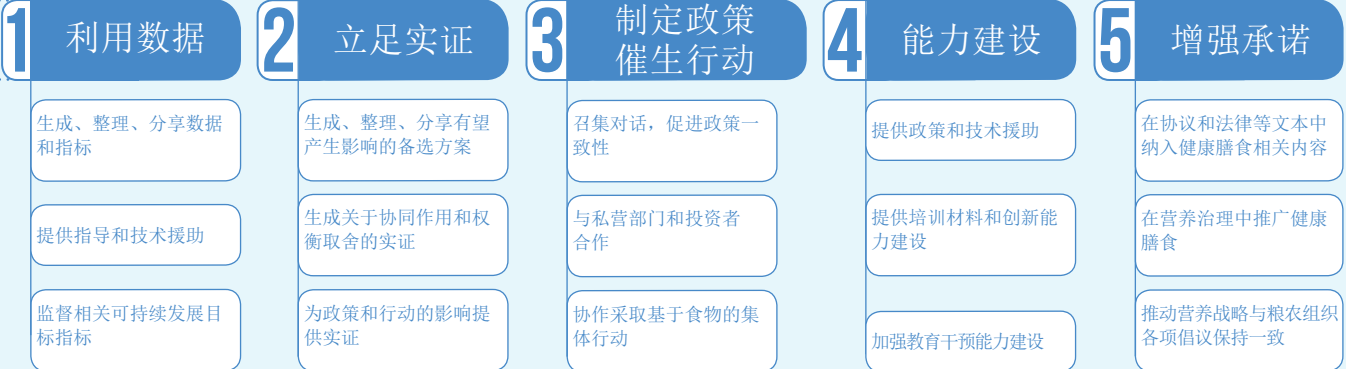 1
利用数据
生成、整理、分享数据
和指标
提供指导和技术援助
监督相关可持续发展目
标指标
2
立足实证
生成、整理、分享有望
产生影响的备选方案
生成关于协同作用和权
衡取舍的实证
为政策和行动的影响提
供实证
3
制定政策
催生行动
召集对话，促进政策一
致性
与私营部门和投资者
合作
协作采取基于食物的集
体行动
4
能力建设
提供政策和技术援助
提供培训材料和创新能
力建设
加强教育干预能力建设
5
增强承诺
在协议和法律等文本中
纳入健康膳食相关内容
在营养治理中推广健康
膳食
推动营养战略与粮农组织
各项倡议保持一致